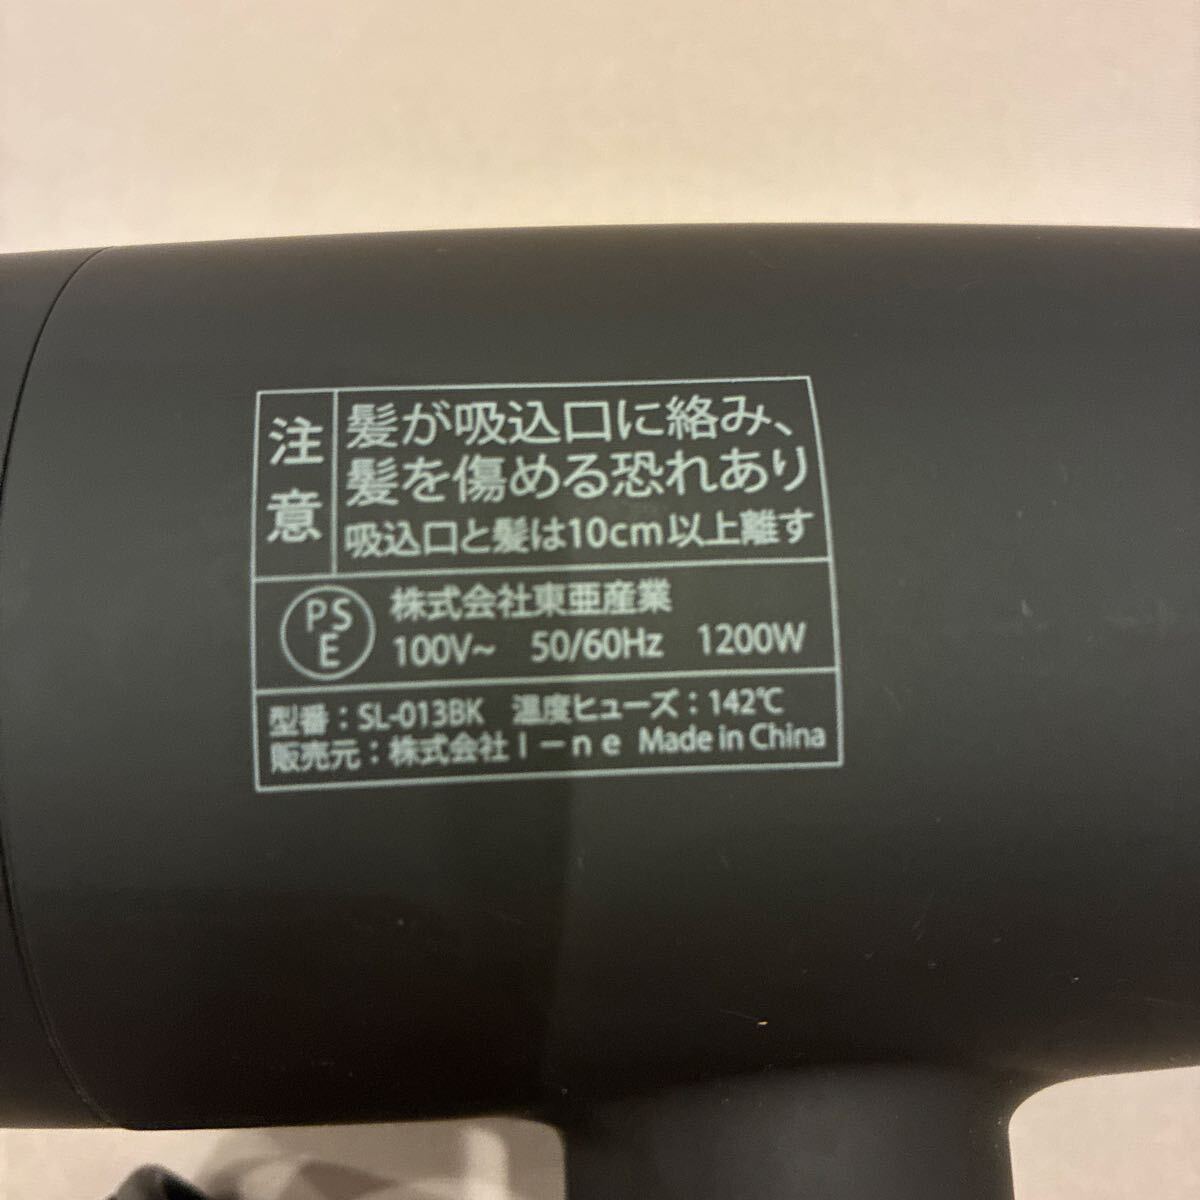 注意
髪が吸込口に絡み、
髪を傷める恐れあり
吸込口と髪は10cm以上離す
PSE
株式会社東亜産業
100V~ 50/60Hz 1200W
型番：SL-013BK 温度ヒューズ：142℃
販売元：株式会社Ｉ－ｎｅ Made in China